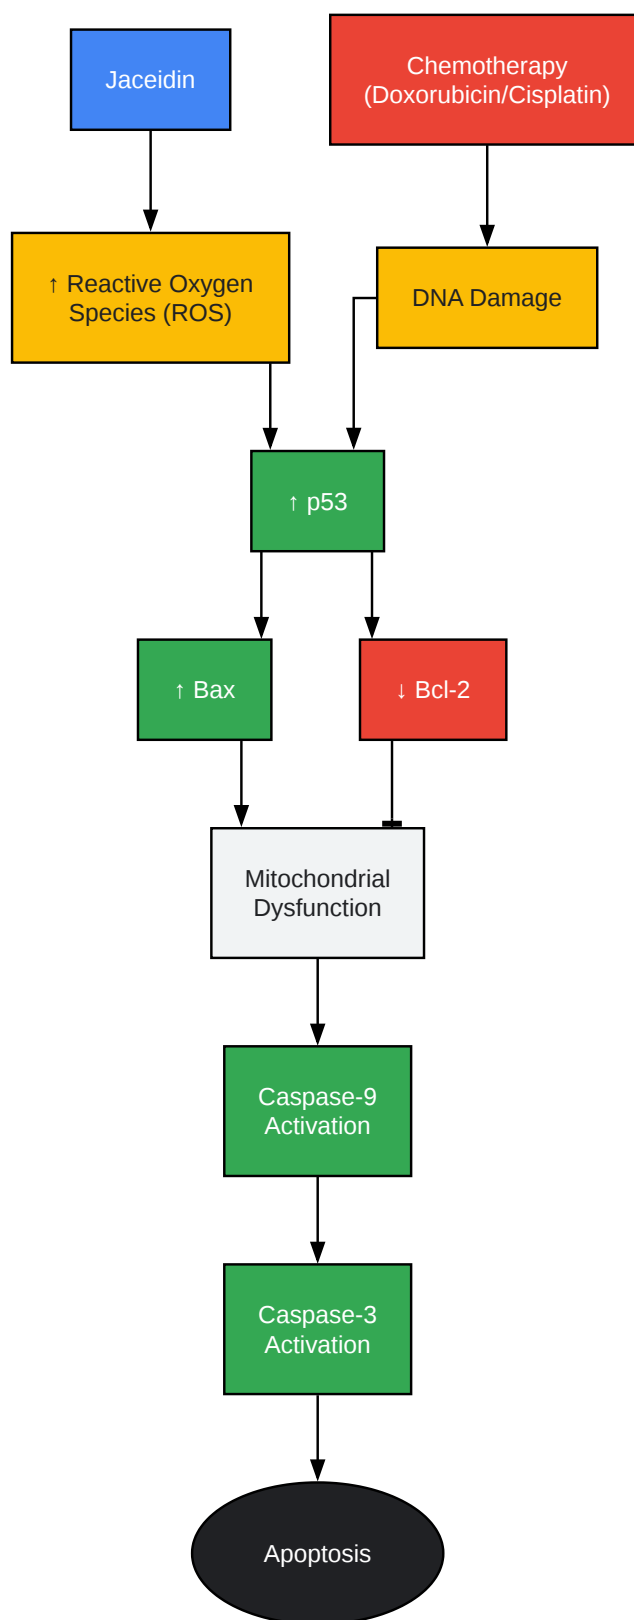 Jaceidin
Chemotherapy
(Doxorubicin/Cisplatin)
↑ Reactive Oxygen
Species (ROS)
DNA Damage
↑ p53
↑ Bax
↓ Bcl-2
Mitochondrial
Dysfunction
Caspase-9
Activation
Caspase-3
Activation
Apoptosis